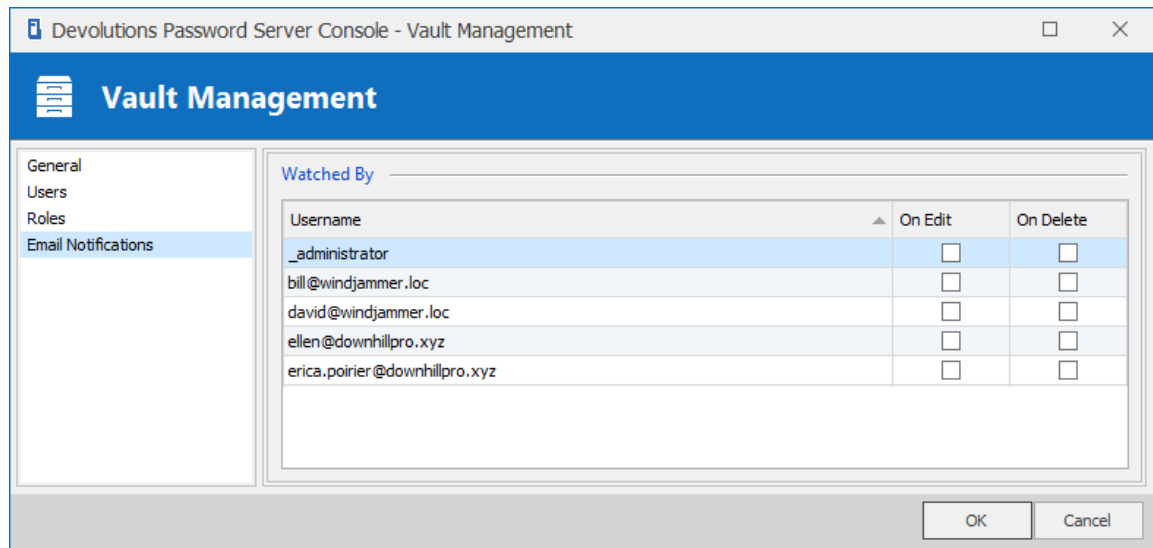 Devolutions Password Server Console - Vault Management
Vault Management
General
Users
Roles
Email Notifications
Watched By
Username On Edit On Delete
_administrator
bill@windjammer.loc
david@windjammer.loc
ellen@downhillpro.xyz
erica.poirier@downhillpro.xyz
OK Cancel